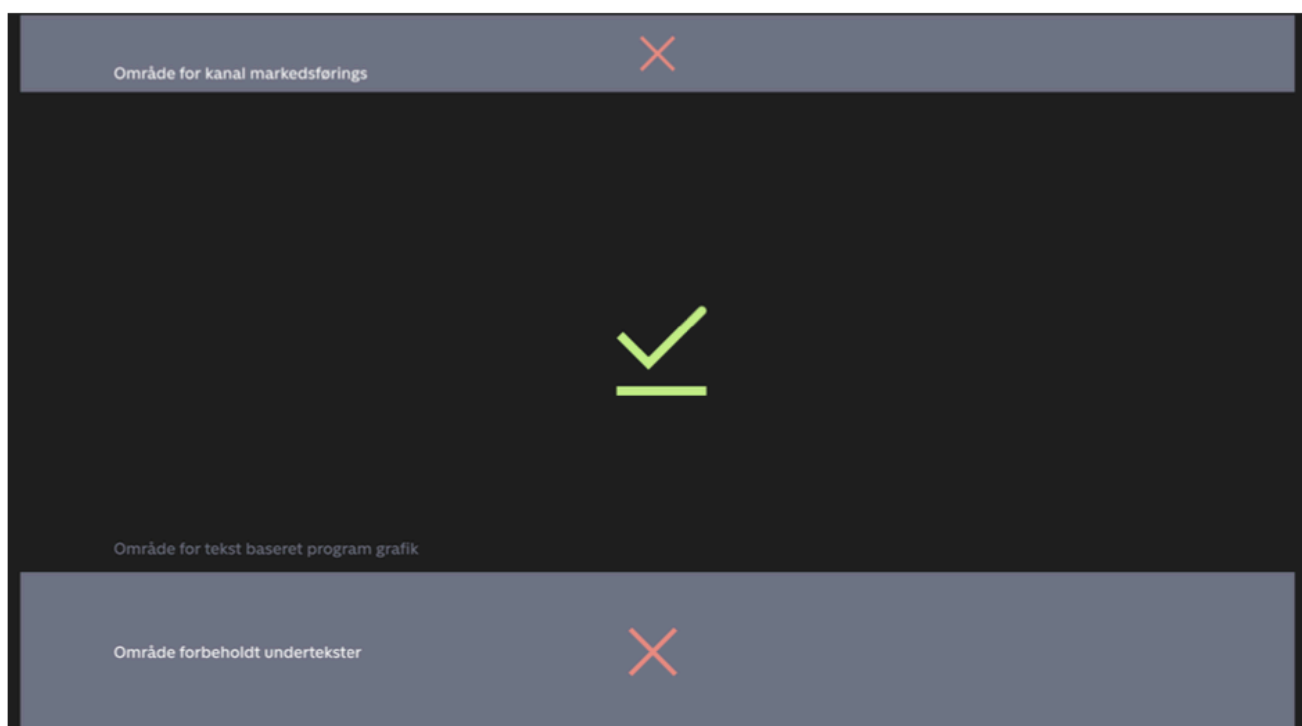 Område for kanal markedsførings
Område for tekst baseret program grafik
Område forbeholdt undertekster